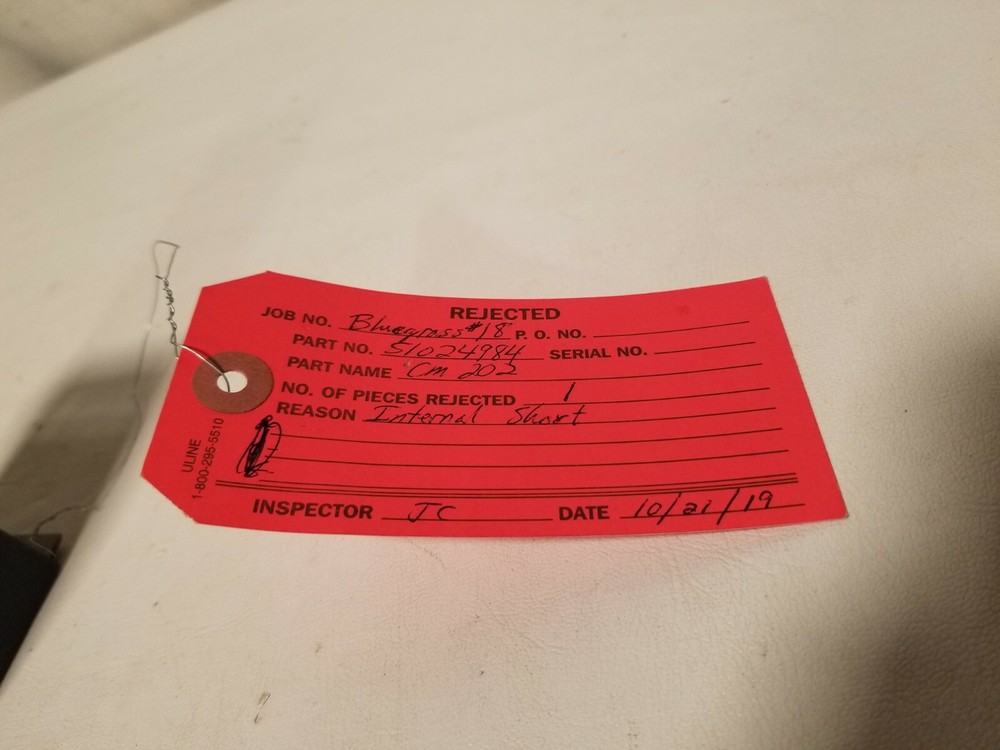 REJECTED
JOB NO. Bluegrass #18 P. O. NO.
PART NO. 51024984 SERIAL NO.
PART NAME Cm 202
NO. OF PIECES REJECTED 1
REASON Internal Short
INSPECTOR JC DATE 10/21/19
ULINE
1-800-295-5510